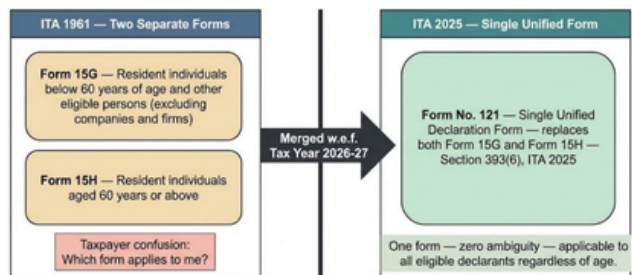 ITA 1961 — Two Separate Forms
Form 15G — Resident individuals
below 60 years of age and other
eligible persons (excluding
companies and firms)
Form 15H — Resident individuals
aged 60 years or above
Taxpayer confusion:
Which form applies to me?
Merged w.e.f.
Tax Year 2026-27
ITA 2025 — Single Unified Form
Form No. 121 — Single Unified
Declaration Form — replaces
both Form 15G and Form 15H —
Section 393(6), ITA 2025
One form — zero ambiguity — applicable to
all eligible declarants regardless of age.